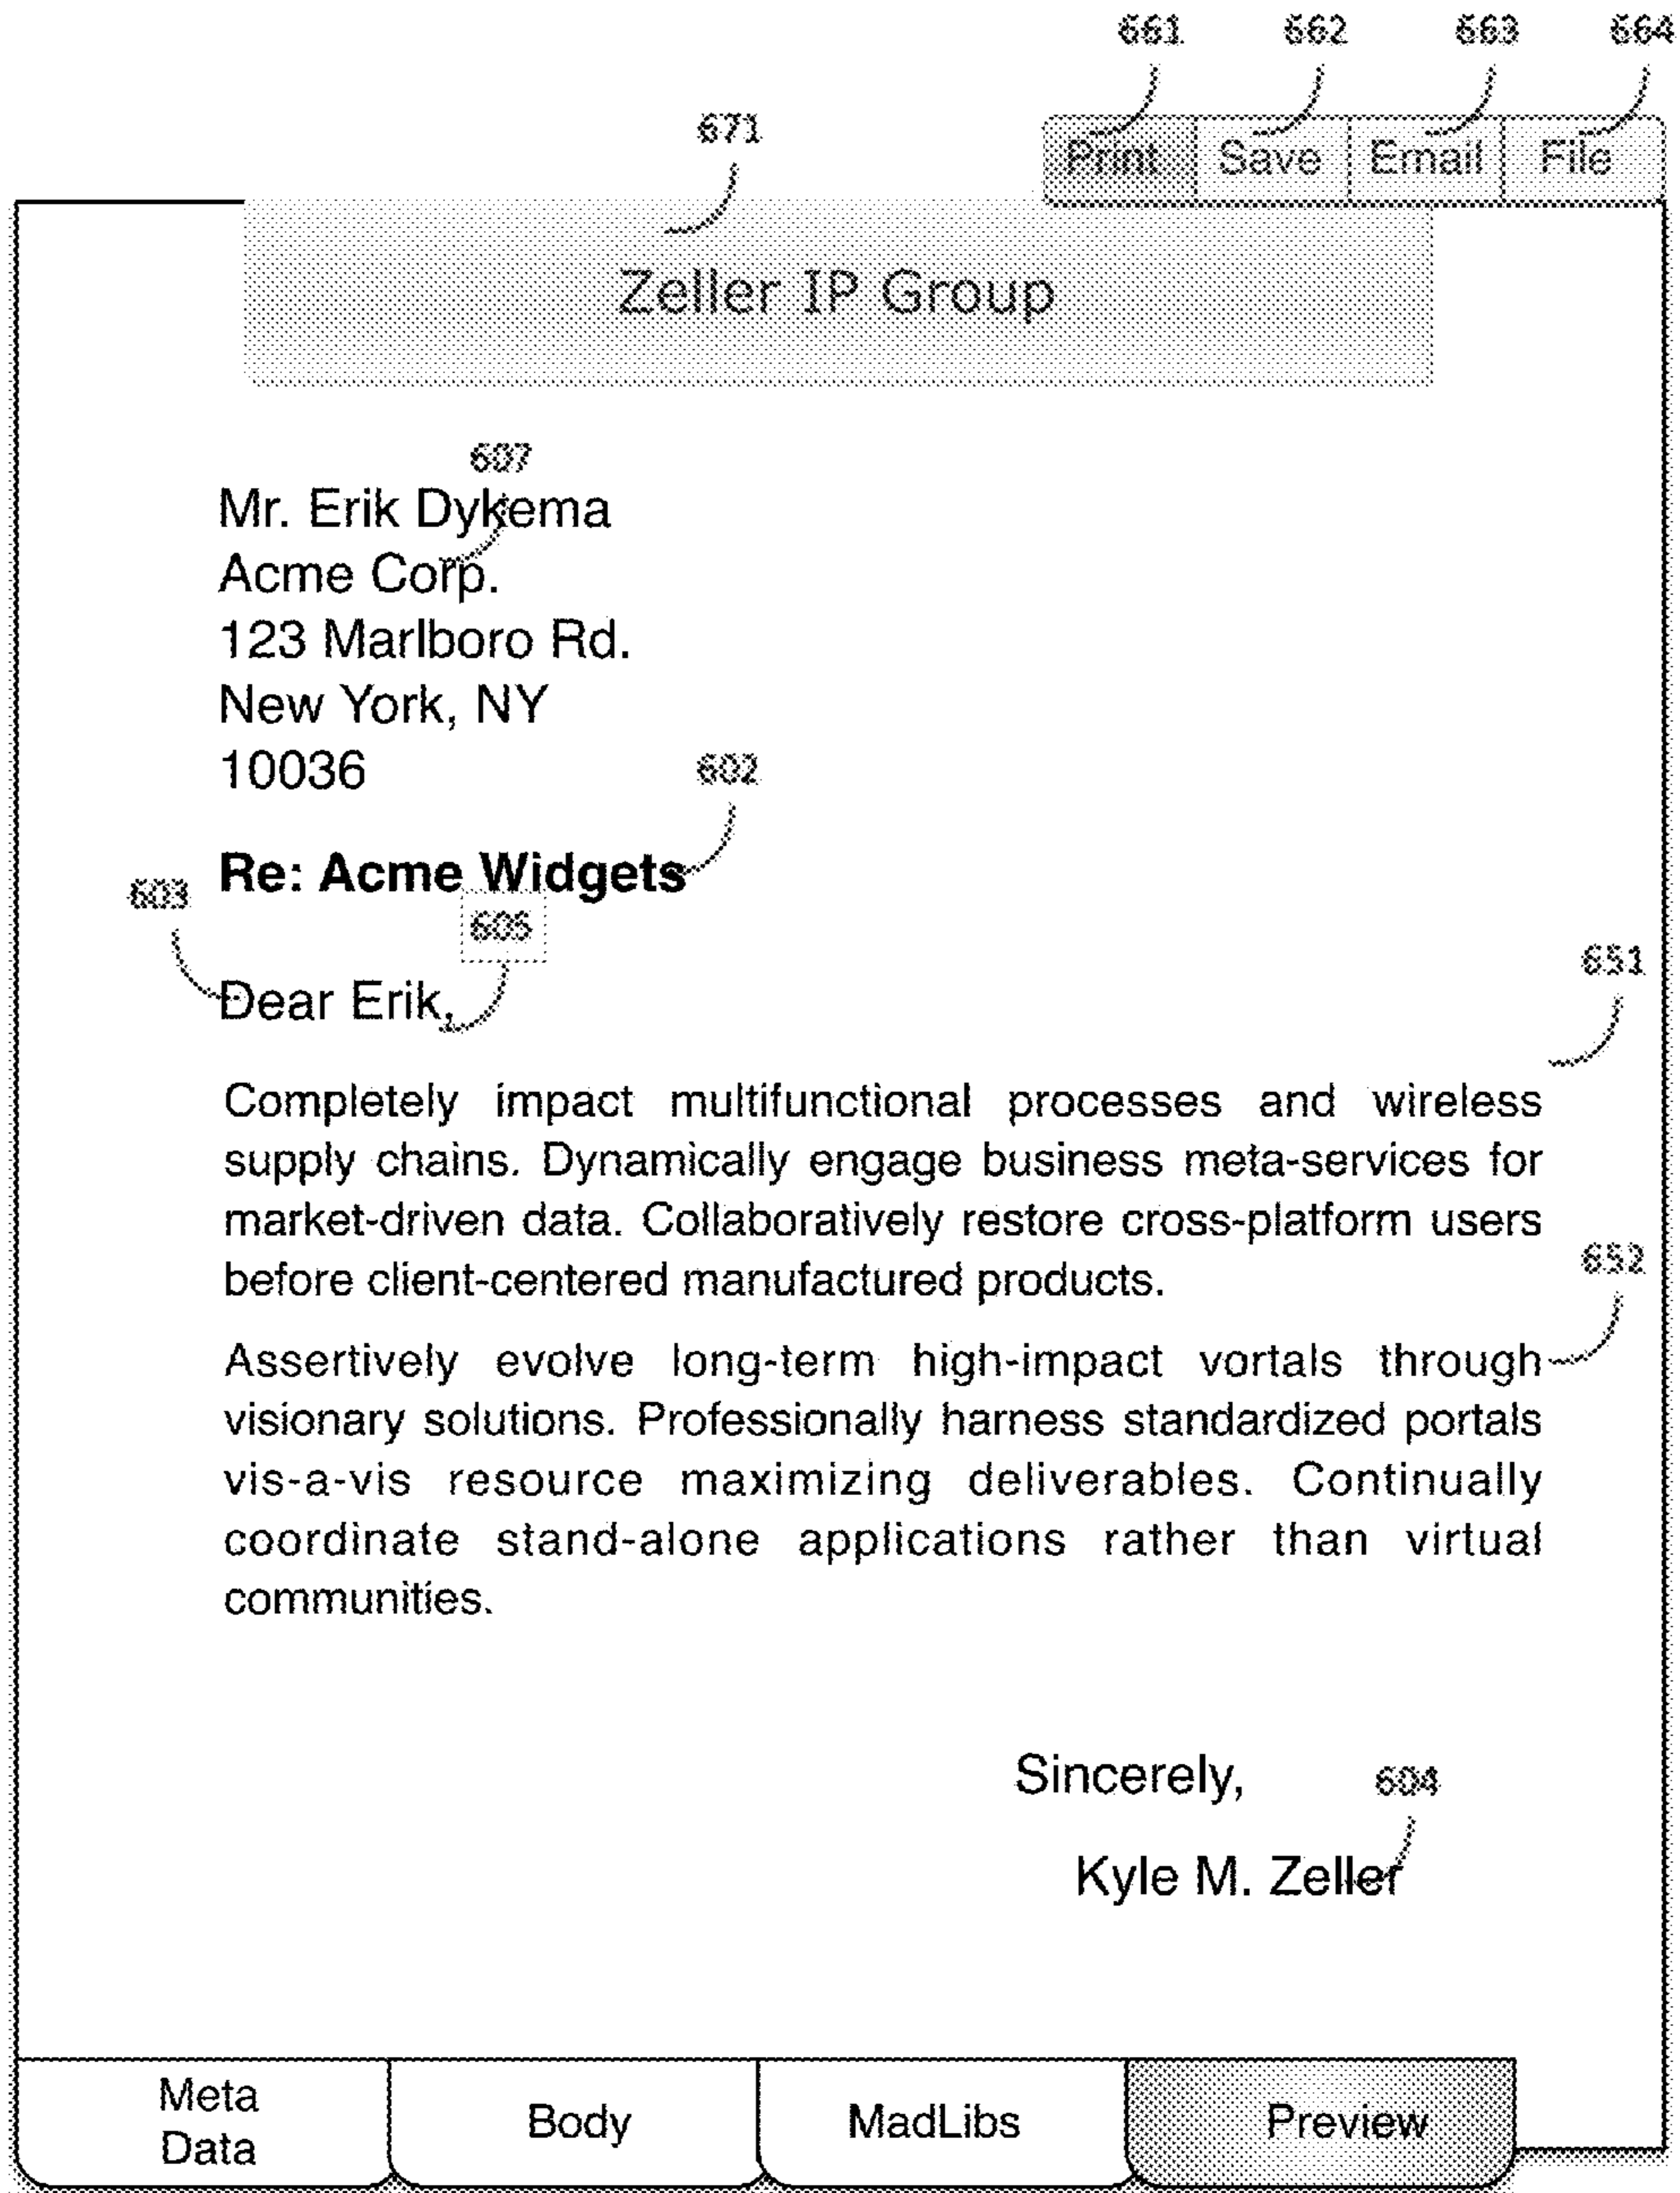 661 662 663 664
671
Print Save Email File
Zeller IP Group
607
Mr. Erik Dykema
Acme Corp.
123 Marlboro Rd.
New York, NY
10036
602
Re: Acme Widgets
603
605
Dear Erik,
651
Completely impact multifunctional processes and wireless
supply chains. Dynamically engage business meta-services for
market-driven data. Collaboratively restore cross-platform users
before client-centered manufactured products.
652
Assertively evolve long-term high-impact vortals through
visionary solutions. Professionally harness standardized portals
vis-a-vis resource maximizing deliverables. Continually
coordinate stand-alone applications rather than virtual
communities.
Sincerely,
604
Kyle M. Zeller
Meta
Data
Body
MadLibs
Preview